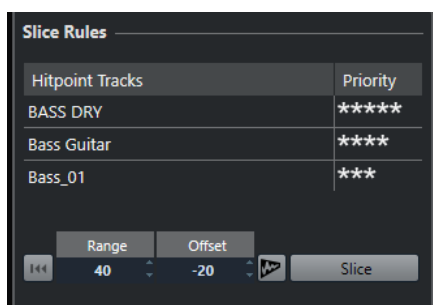 Slice Rules
Hitpoint Tracks Priority
BASS DRY *****
Bass Guitar ****
Bass_01 ***
Range Offset
40 -20 Slice